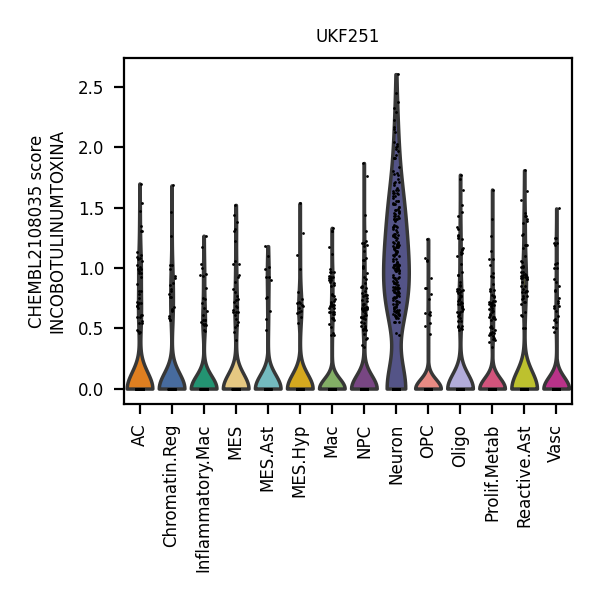 UKF251
CHEMBL2108035 score
INCOBOTULINUMTOXINA
2.5
2.0
1.5
1.0
0.5
0.0
AC
Chromatin.Reg
Inflammatory.Mac
MES
MES.Ast
MES.Hyp
Mac
NPC
Neuron
OPC
Oligo
Prolif.Metab
Reactive.Ast
Vasc